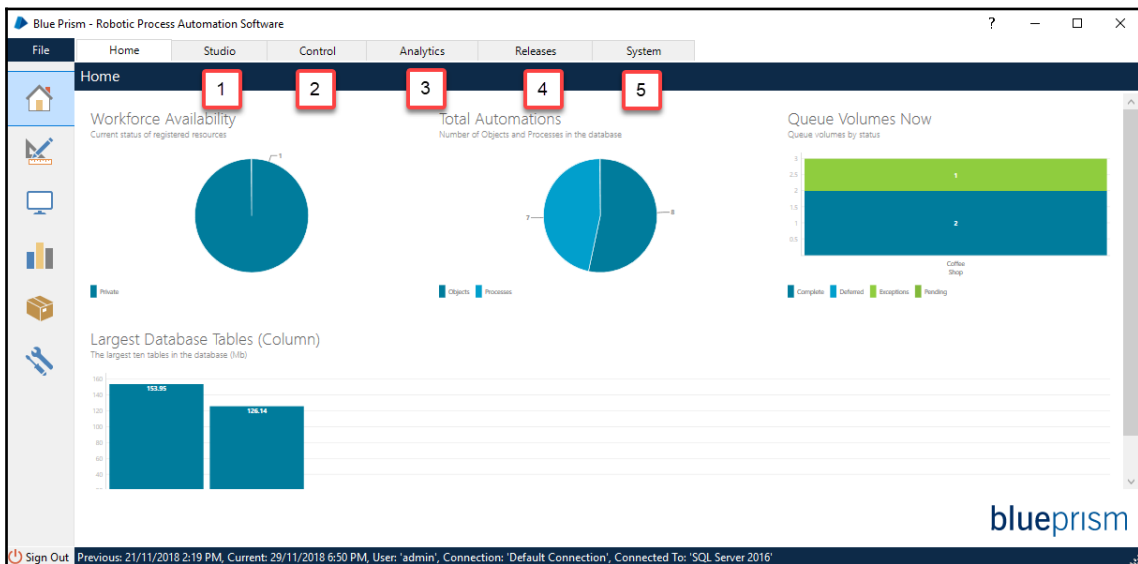 Blue Prism - Robotic Process Automation Software
?
File Home Studio Control Analytics Releases System
Home
1 2 3 4 5
Workforce Availability
Current status of registered resources
1
Private
Total Automations
Number of Objects and Processes in the database
7
8
Objects Processes
Queue Volumes Now
Queue volumes by status
3
2.5
2
1.5
1
0.5
1
2
Coffee
Shop
Complete Deferred Exceptions Pending
Largest Database Tables (Column)
The largest ten tables in the database (Mb)
160
140
120
100
80
60
40
153.95
126.14
blueprism
Sign Out Previous: 21/11/2018 2:19 PM, Current: 29/11/2018 6:50 PM, User: 'admin', Connection: 'Default Connection', Connected To: 'SQL Server 2016'